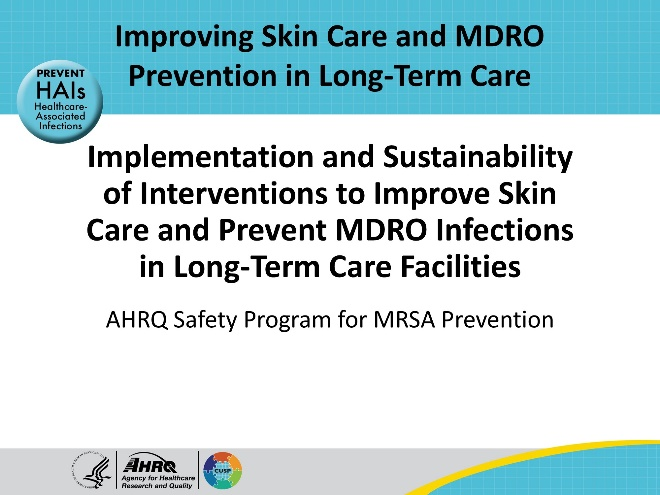 Improving Skin Care and MDRO
Prevention in Long-Term Care
PREVENT
HAIs
Healthcare-
Associated
Infections
Implementation and Sustainability
of Interventions to Improve Skin
Care and Prevent MDRO Infections
in Long-Term Care Facilities
AHRQ Safety Program for MRSA Prevention
AHRQ
Agency for Healthcare
Research and Quality
CUSP